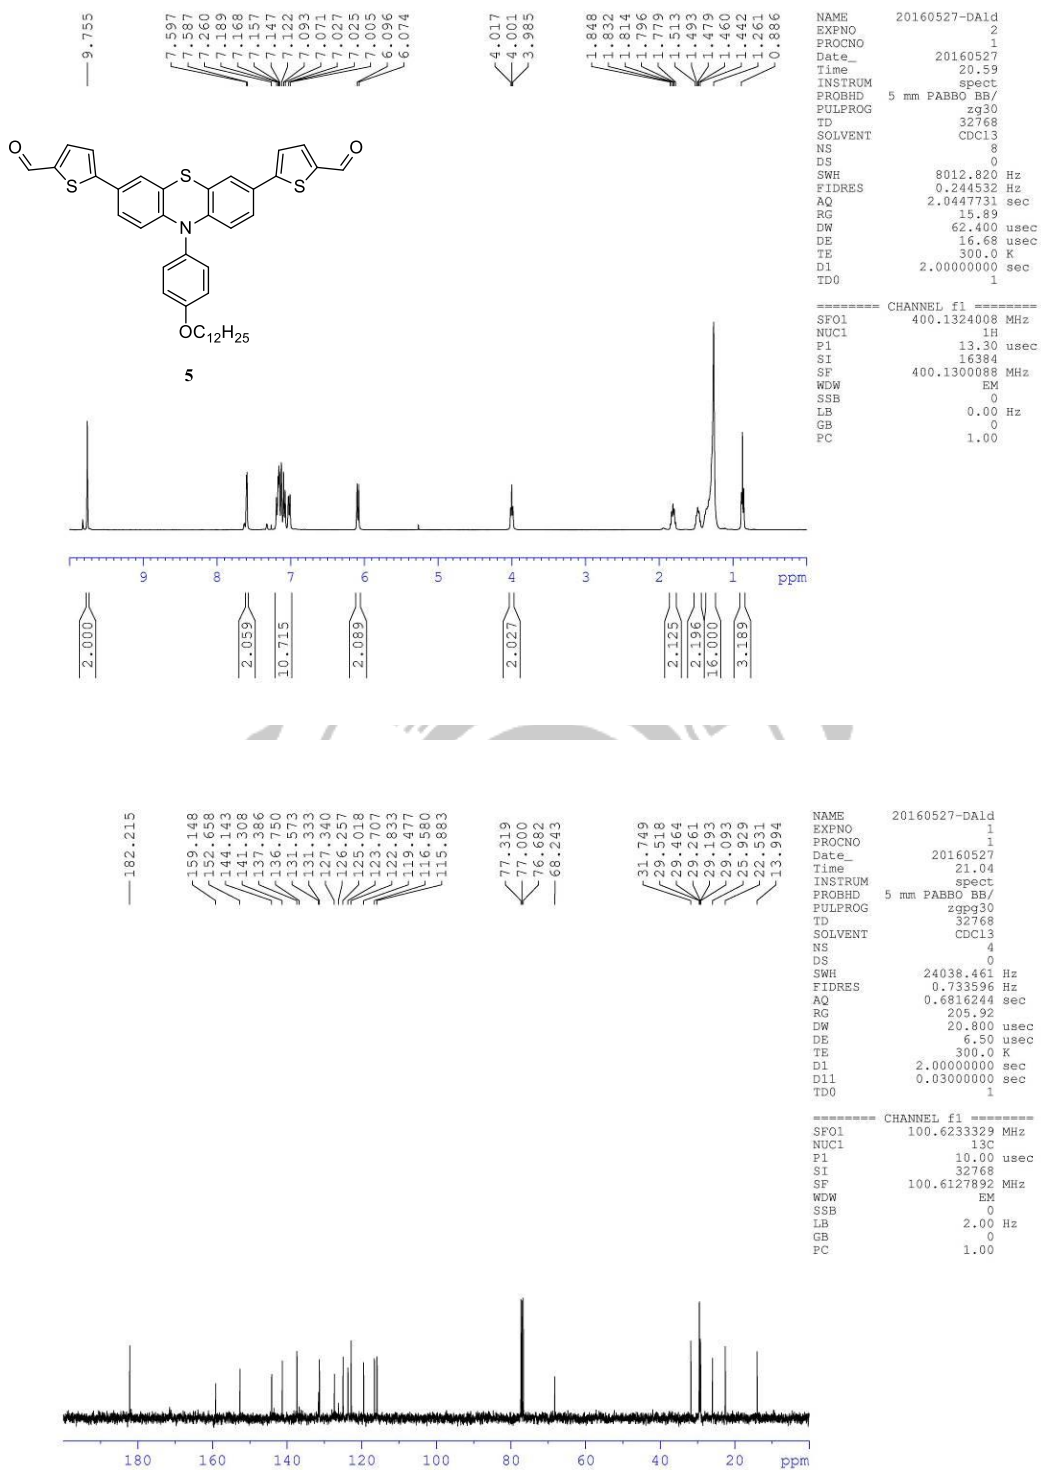 9.755
7.597
7.587
7.260
7.189
7.168
7.157
7.147
7.122
7.093
7.071
7.027
7.025
7.005
6.096
6.074
4.017
4.001
3.985
1.848
1.832
1.814
1.796
1.779
1.513
1.493
1.479
1.460
1.442
1.261
0.886
NAME 20160527-DAld
EXPNO 2
PROCNO 1
Date_ 20160527
Time 20.59
INSTRUM spect
PROBHD 5 mm PABBO BB/
PULPROG zg30
TD 32768
SOLVENT CDCl3
NS 8
DS 0
SWH 8012.820 Hz
FIDRES 0.244532 Hz
AQ 2.0447731 sec
RG 15.89
DW 62.400 usec
DE 16.68 usec
TE 300.0 K
D1 2.00000000 sec
TD0 1
======== CHANNEL f1 ========
SFO1 400.1324008 MHz
NUC1 1H
P1 13.30 usec
SI 16384
SF 400.1300088 MHz
WDW EM
SSB 0
LB 0.00 Hz
GB 0
PC 1.00
O S S S O
N
OC12H25
5
9 8 7 6 5 4 3 2 1 ppm
2.000
2.059
10.715
2.089
2.027
2.125
2.196
16.000
3.189
182.215
159.148
152.658
144.143
141.308
137.386
136.750
131.573
131.333
127.340
126.257
125.018
123.707
122.833
119.477
116.580
115.883
77.319
77.000
76.682
68.243
31.749
29.518
29.464
29.261
29.193
29.093
25.929
22.531
13.994
NAME 20160527-DAld
EXPNO 1
PROCNO 1
Date_ 20160527
Time 21.04
INSTRUM spect
PROBHD 5 mm PABBO BB/
PULPROG zgpg30
TD 32768
SOLVENT CDCl3
NS 4
DS 0
SWH 24038.461 Hz
FIDRES 0.733596 Hz
AQ 0.6816244 sec
RG 205.92
DW 20.800 usec
DE 6.50 usec
TE 300.0 K
D1 2.00000000 sec
D11 0.03000000 sec
TD0 1
======== CHANNEL f1 ========
SFO1 100.6233329 MHz
NUC1 13C
P1 10.00 usec
SI 32768
SF 100.6127892 MHz
WDW EM
SSB 0
LB 2.00 Hz
GB 0
PC 1.00
180 160 140 120 100 80 60 40 20 ppm